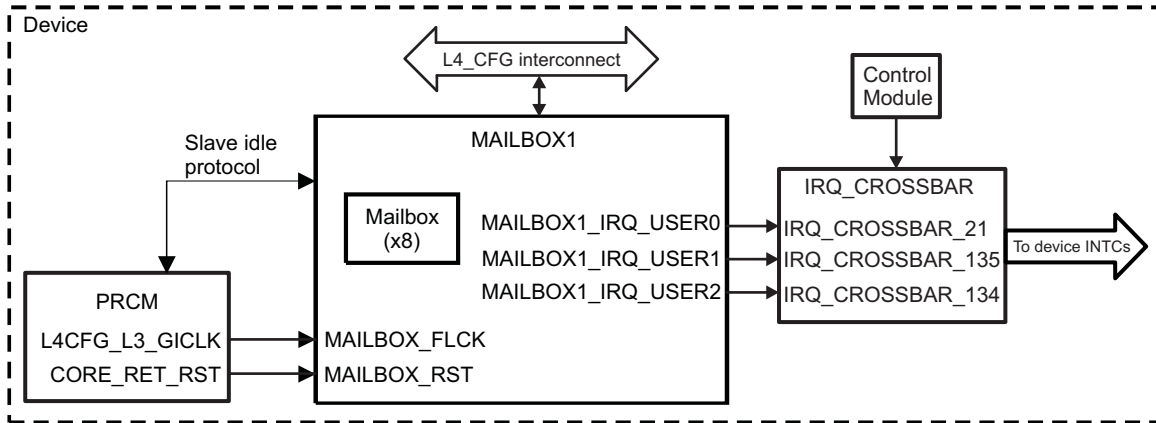 Device
L4_CFG interconnect
Control
Module
Slave idle
protocol
MAILBOX1
Mailbox
(x8)
MAILBOX1_IRQ_USER0
MAILBOX1_IRQ_USER1
MAILBOX1_IRQ_USER2
IRQ_CROSSBAR
IRQ_CROSSBAR_21
IRQ_CROSSBAR_135
IRQ_CROSSBAR_134
To device INTCs
PRCM
L4CFG_L3_GICLK
CORE_RET_RST
MAILBOX_FLCK
MAILBOX_RST